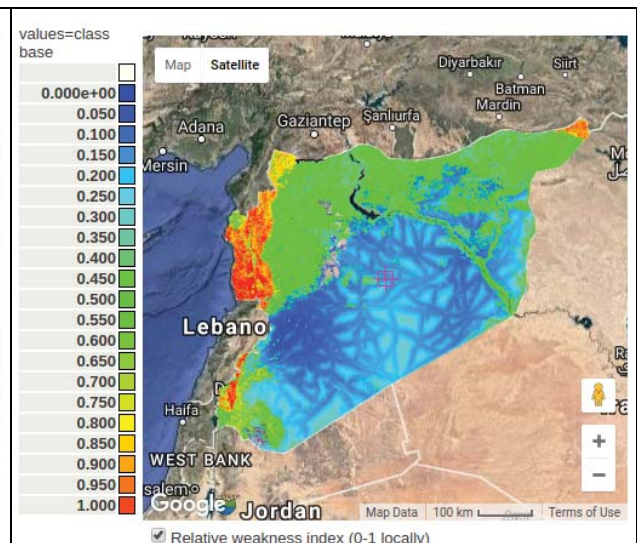 values=class
base
0.000e+00
0.050
0.100
0.150
0.200
0.250
0.300
0.350
0.400
0.450
0.500
0.550
0.600
0.650
0.700
0.750
0.800
0.850
0.900
0.950
1.000
Map Satellite
Diyarbakır
Siirt
Batman
Mardin
Adana
Gaziantep
Şanlıurfa
Mersin
Lebano
Haifa
WEST BANK
salem
Jordan
Google
Map Data 100 km Terms of Use
Relative weakness index (0-1 locally)